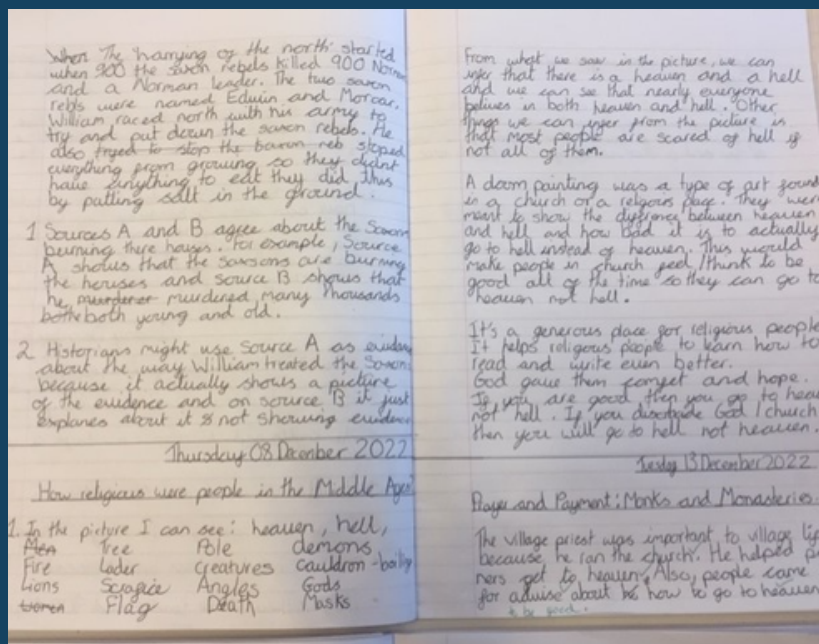 When The 'harrying of the north' started
when 900 the saxon rebels killed 900 Norman
and a Norman leader. The two saxon
rebls were named Edwin and Morcar.
William raced north with his army to
try and put down the saxon rebels. He
also tryed to stop the baron reb stoped
everything from growing so they didnt
have anything to eat they did this
by putting salt in the ground.
1 Sources A and B agree about the Saxons
burning there houses. For example, Source
A shows that the saxsons are burning
the houses and source B shows that
he murderer murdered many thousands
both both young and old.
2 Historians might use Source A as evidence
about the way William treated the Saxons
because it actually shows a picture
of the evidence and on source B it just
explanes about it & not showing evidence
Thursday 08 December 2022
How religious were people in the Middle Ages?
1. In the picture I can see: heaven, hell,
Men Tree Pole demons
Fire Lader creatures cauldron-boiling
Lions Scrapice Angles Gods
women Flag Death Masks
From what we saw in the picture, we can
infer that there is a heaven and a hell
and we can see that nearly everyone
belives in both heaven and hell. Other
things we can infer from the picture is
that most people are scared of hell if
not all of them.
A doom painting was a type of art found
in a church or a relgous place. They were
meant to show the difrence between heaven
and hell and how bad it is to actually
go to hell instead of heaven. This would
make people in church feel/think to be
good all of the time so they can go to
heaven not hell.
It's a generous place for religious people
It helps religous people to learn how to
read and write even better.
God gave them comfet and hope.
If you are good then you go to heav
not hell. If you disobide God/church
then you will go to hell not heaven.
Tuesday 13 December 2022
Prayer and Payment: Monks and Monasteries
The village priest was important to village lif
because he ran the church. He helped
ners get to heaven. Also, people came
for advise about how to go to heaven
to be good.